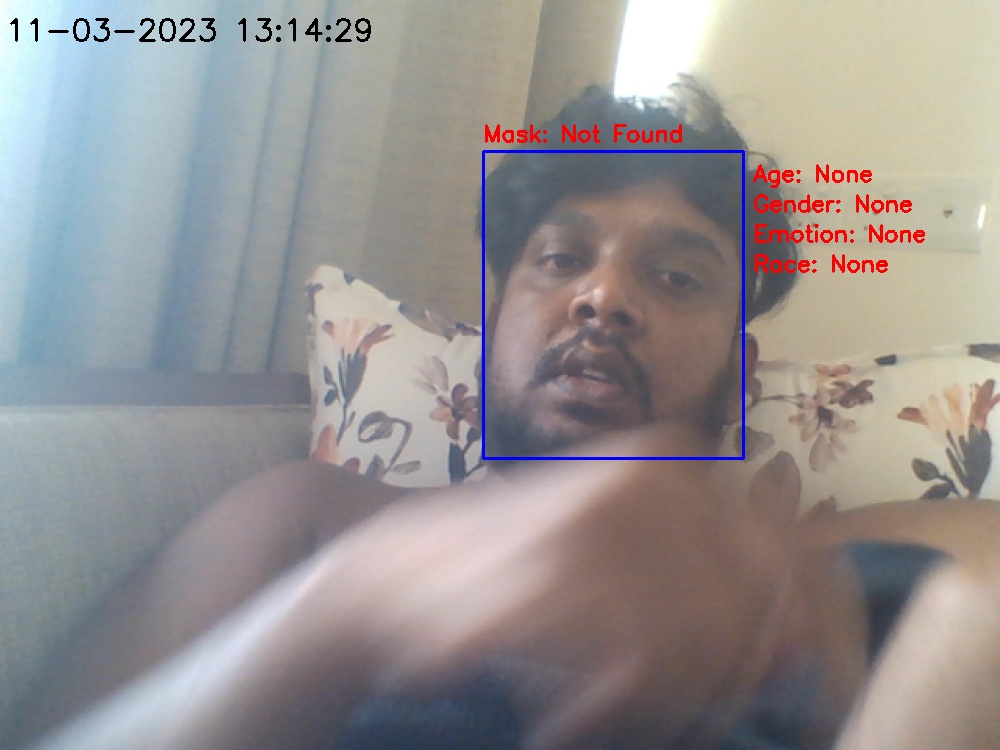 11-03-2023 13:14:29
Mask: Not Found
Age: None
Gender: None
Emotion: None
Race: None